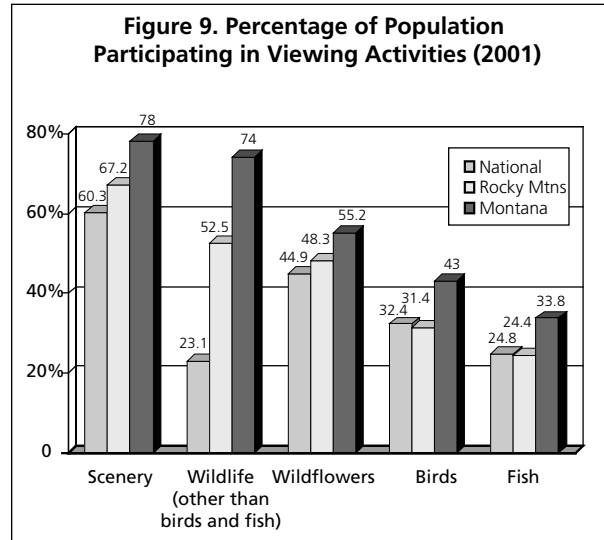 Figure 9. Percentage of Population
Participating in Viewing Activities (2001)
80%
60%
40%
20%
0
60.3
67.2
78
23.1
52.5
74
44.9
48.3
55.2
32.4
31.4
43
24.8
24.4
33.8
National
Rocky Mtns
Montana
Scenery
Wildlife
(other than
birds and fish)
Wildflowers
Birds
Fish